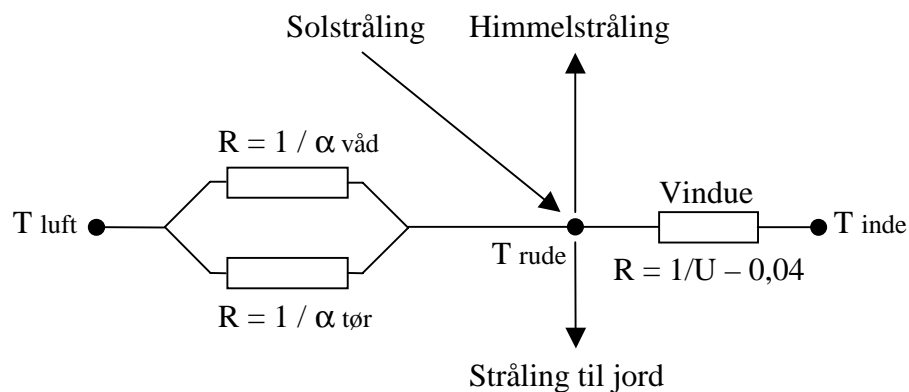 Solstråling
Himmelstråling
R = 1 / α våd
Vindue
T luft
T inde
T rude
R = 1/U – 0,04
R = 1 / α tør
Stråling til jord